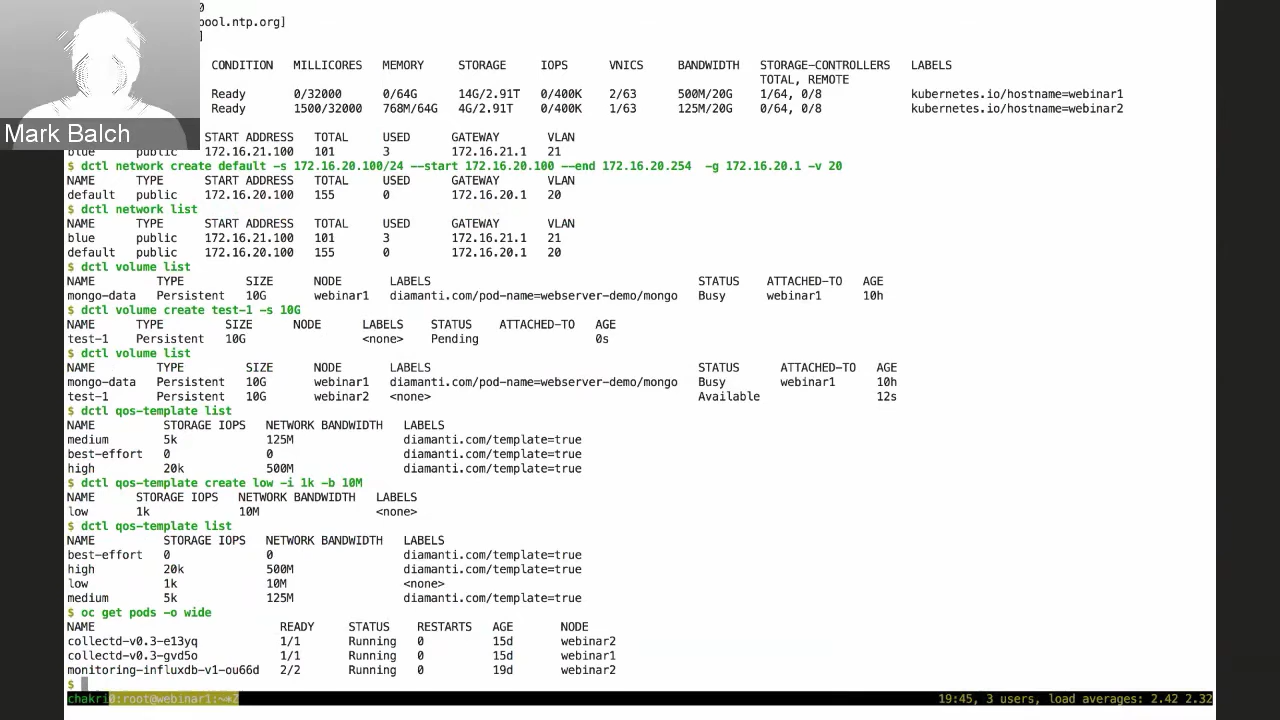 0
pool.ntp.org]
]
CONDITION MILLICORES MEMORY STORAGE IOPS VNICS BANDWIDTH STORAGE-CONTROLLERS LABELS
TOTAL, REMOTE
Ready 0/32000 0/64G 14G/2.91T 0/400K 2/63 500M/20G 1/64, 0/8 kubernetes.io/hostname=webinar1
Ready 1500/32000 768M/64G 4G/2.91T 0/400K 1/63 125M/20G 0/64, 0/8 kubernetes.io/hostname=webinar2
Mark Balch
START ADDRESS TOTAL USED GATEWAY VLAN
blue public 172.16.21.100 101 3 172.16.21.1 21
$ dctl network create default -s 172.16.20.100/24 --start 172.16.20.100 --end 172.16.20.254 -g 172.16.20.1 -v 20
NAME TYPE START ADDRESS TOTAL USED GATEWAY VLAN
default public 172.16.20.100 155 0 172.16.20.1 20
$ dctl network list
NAME TYPE START ADDRESS TOTAL USED GATEWAY VLAN
blue public 172.16.21.100 101 3 172.16.21.1 21
default public 172.16.20.100 155 0 172.16.20.1 20
$ dctl volume list
NAME TYPE SIZE NODE LABELS STATUS ATTACHED-TO AGE
mongo-data Persistent 10G webinar1 diamanti.com/pod-name=webserver-demo/mongo Busy webinar1 10h
$ dctl volume create test-1 -s 10G
NAME TYPE SIZE NODE LABELS STATUS ATTACHED-TO AGE
test-1 Persistent 10G <none> Pending 0s
$ dctl volume list
NAME TYPE SIZE NODE LABELS STATUS ATTACHED-TO AGE
mongo-data Persistent 10G webinar1 diamanti.com/pod-name=webserver-demo/mongo Busy webinar1 10h
test-1 Persistent 10G webinar2 <none> Available 12s
$ dctl qos-template list
NAME STORAGE IOPS NETWORK BANDWIDTH LABELS
medium 5k 125M diamanti.com/template=true
best-effort 0 0 diamanti.com/template=true
high 20k 500M diamanti.com/template=true
$ dctl qos-template create low -i 1k -b 10M
NAME STORAGE IOPS NETWORK BANDWIDTH LABELS
low 1k 10M <none>
$ dctl qos-template list
NAME STORAGE IOPS NETWORK BANDWIDTH LABELS
best-effort 0 0 diamanti.com/template=true
high 20k 500M diamanti.com/template=true
low 1k 10M <none>
medium 5k 125M diamanti.com/template=true
$ oc get pods -o wide
NAME READY STATUS RESTARTS AGE NODE
collectd-v0.3-e13yq 1/1 Running 0 15d webinar2
collectd-v0.3-gvd5o 1/1 Running 0 15d webinar1
monitoring-influxdb-v1-ou66d 2/2 Running 0 19d webinar2
$
chakri0:root@webinar1:~*Z 19:45, 3 users, load averages: 2.42 2.32